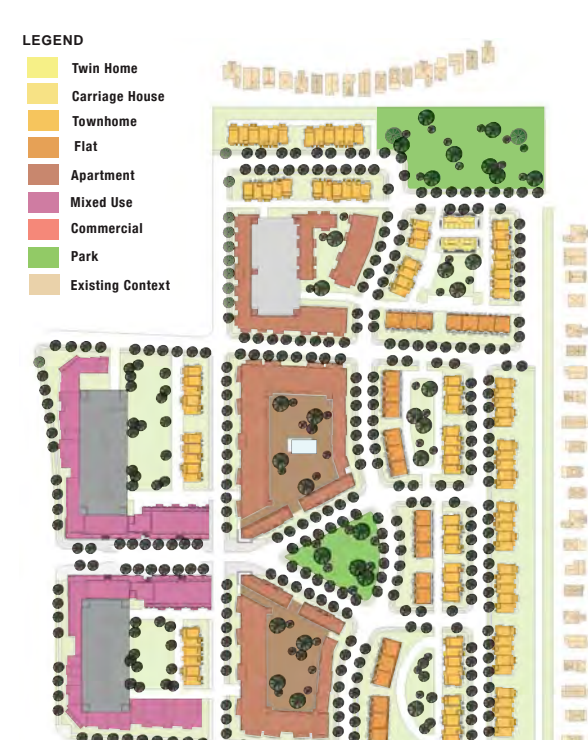 LEGEND
Twin Home
Carriage House
Townhome
Flat
Apartment
Mixed Use
Commercial
Park
Existing Context